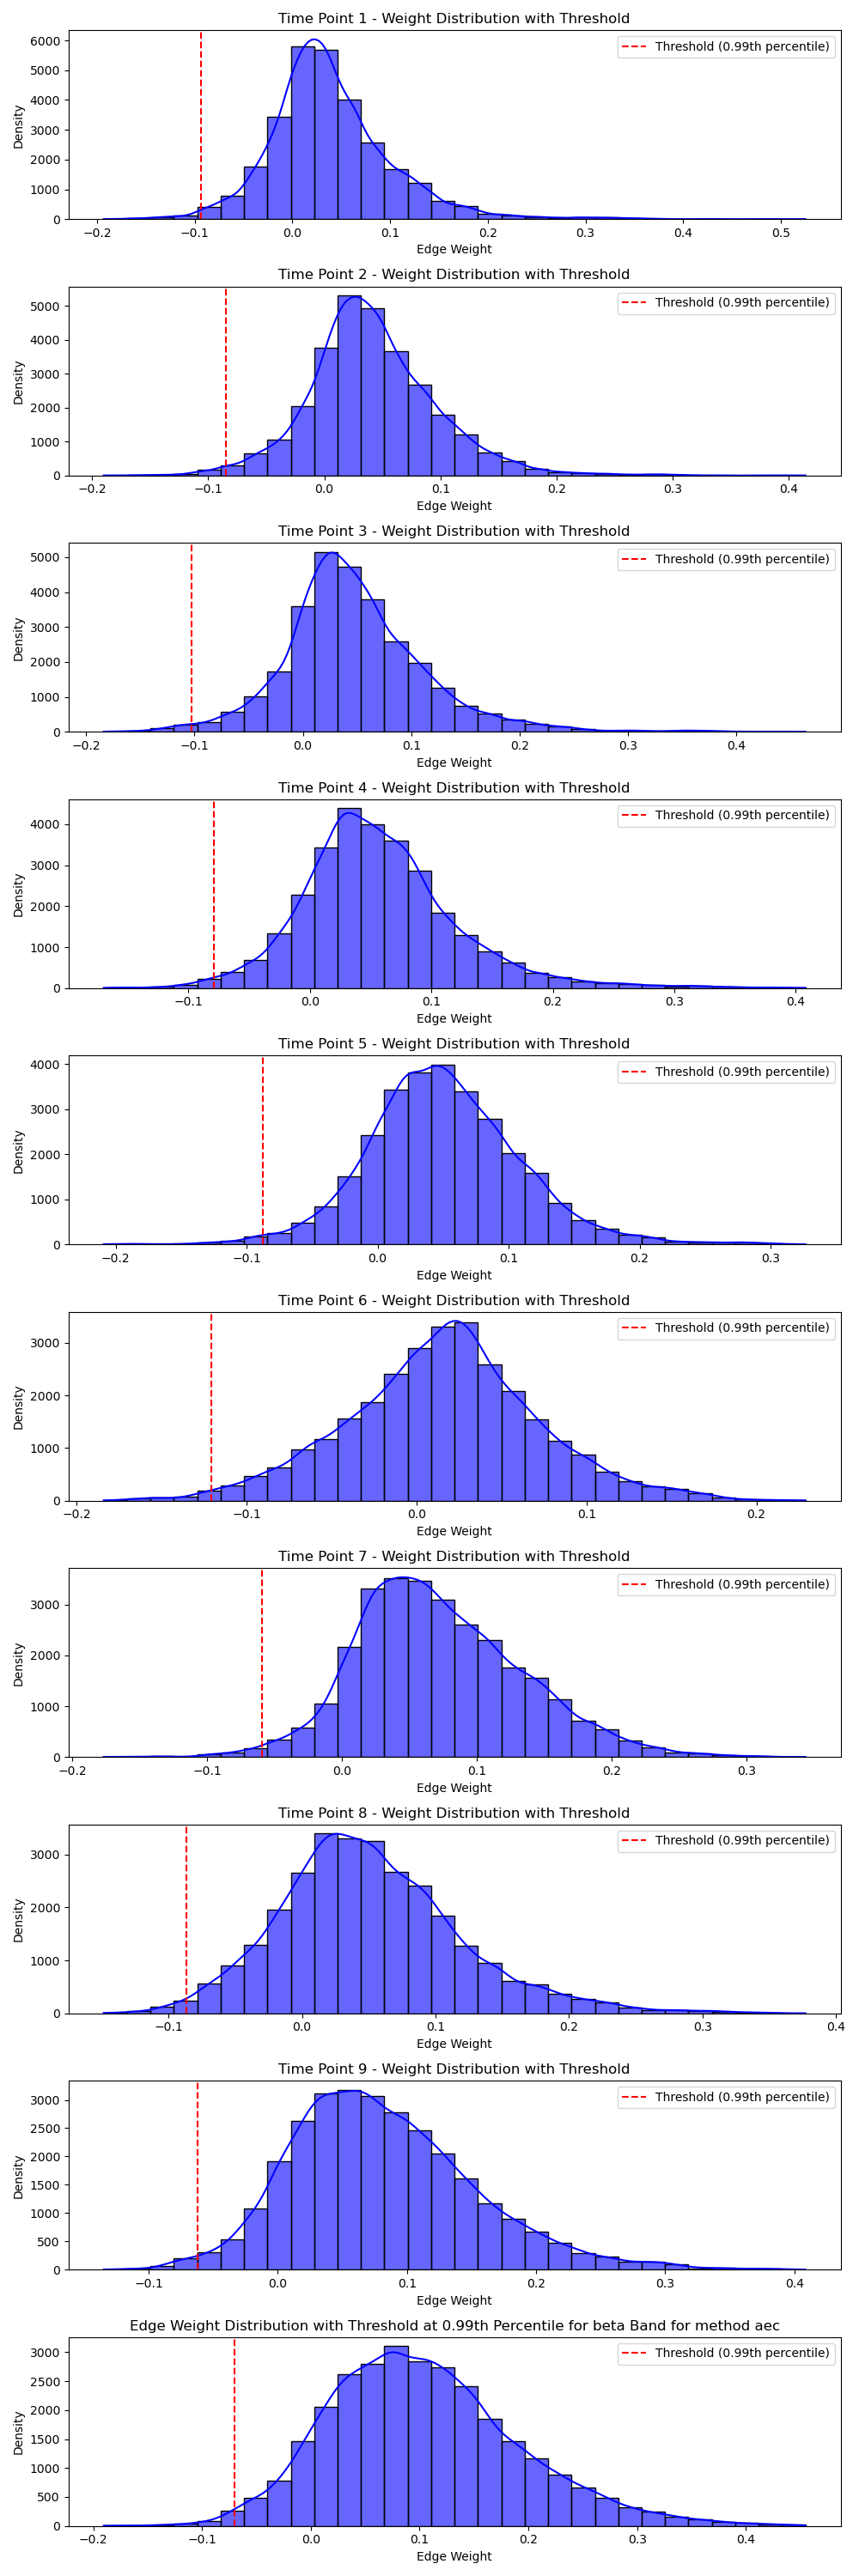 Time Point 1 - Weight Distribution with Threshold
Threshold (0.99th percentile)
6000
5000
4000
3000
2000
1000
0
Density
−0.2 −0.1 0.0 0.1 0.2 0.3 0.4 0.5
Edge Weight
Time Point 2 - Weight Distribution with Threshold
Threshold (0.99th percentile)
5000
4000
3000
2000
1000
0
Density
−0.2 −0.1 0.0 0.1 0.2 0.3 0.4
Edge Weight
Time Point 3 - Weight Distribution with Threshold
Threshold (0.99th percentile)
5000
4000
3000
2000
1000
0
Density
−0.2 −0.1 0.0 0.1 0.2 0.3 0.4
Edge Weight
Time Point 4 - Weight Distribution with Threshold
Threshold (0.99th percentile)
4000
3000
2000
1000
0
Density
−0.1 0.0 0.1 0.2 0.3 0.4
Edge Weight
Time Point 5 - Weight Distribution with Threshold
Threshold (0.99th percentile)
4000
3000
2000
1000
0
Density
−0.2 −0.1 0.0 0.1 0.2 0.3
Edge Weight
Time Point 6 - Weight Distribution with Threshold
Threshold (0.99th percentile)
3000
2000
1000
0
Density
−0.2 −0.1 0.0 0.1 0.2
Edge Weight
Time Point 7 - Weight Distribution with Threshold
Threshold (0.99th percentile)
3000
2000
1000
0
Density
−0.2 −0.1 0.0 0.1 0.2 0.3
Edge Weight
Time Point 8 - Weight Distribution with Threshold
Threshold (0.99th percentile)
3000
2000
1000
0
Density
−0.1 0.0 0.1 0.2 0.3 0.4
Edge Weight
Time Point 9 - Weight Distribution with Threshold
Threshold (0.99th percentile)
3000
2500
2000
1500
1000
500
0
Density
−0.1 0.0 0.1 0.2 0.3 0.4
Edge Weight
Edge Weight Distribution with Threshold at 0.99th Percentile for beta Band for method aec
Threshold (0.99th percentile)
3000
2500
2000
1500
1000
500
0
Density
−0.2 −0.1 0.0 0.1 0.2 0.3 0.4
Edge Weight